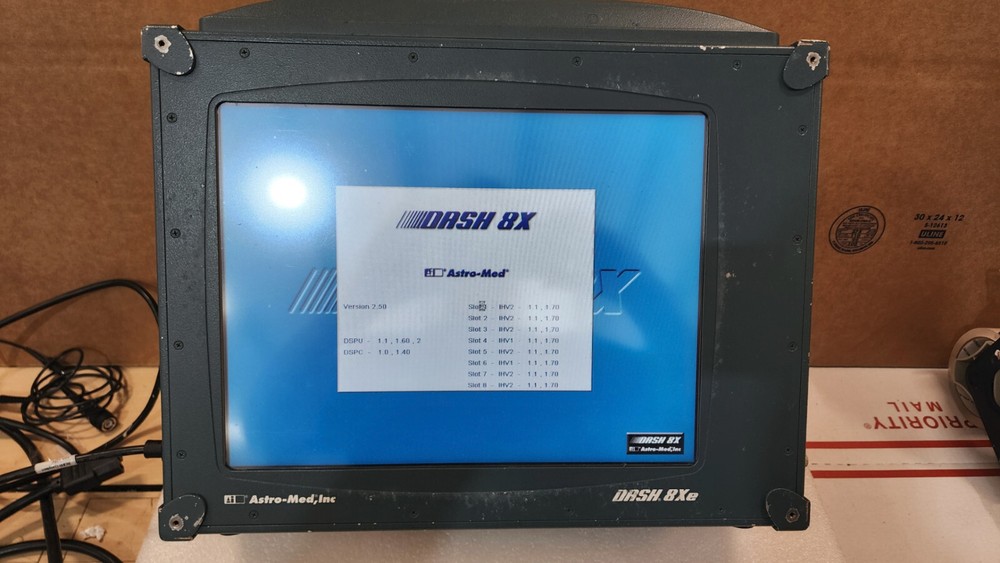 DASH 8X
Astro-Med
Version 2.50
Slot - IHV2 - 1.1 , 1.70
Slot 2 - IHV2 - 1.1 , 1.70
Slot 3 - IHV2 - 1.1 , 1.70
DSPU - 1.1 , 1.60 , 2
Slot 4 - IHV1 - 1.1 , 1.70
DSPC - 1.0 , 1.40
Slot 5 - IHV2 - 1.1 , 1.70
Slot 6 - IHV1 - 1.1 , 1.70
Slot 7 - IHV2 - 1.1 , 1.70
Slot 8 - IHV2 - 1.1 , 1.70
X
DASH 8X
Astro-Med,Inc
Astro-Med,Inc
DASH 8Xe
30 x 24 x 12
ULINE
PRIORITY®
MAIL